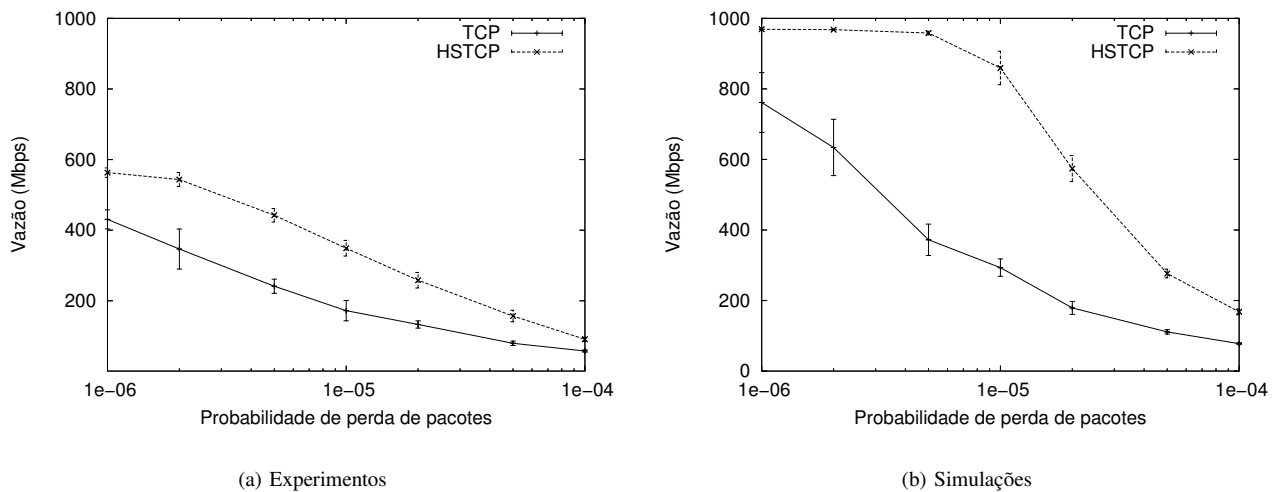 1000
800
600
400
200
Vazão (Mbps)
TCP
HSTCP
1e−06
1e−05
1e−04
Probabilidade de perda de pacotes
(a) Experimentos
1000
800
600
400
200
0
Vazão (Mbps)
TCP
HSTCP
1e−06
1e−05
1e−04
Probabilidade de perda de pacotes
(b) Simulações